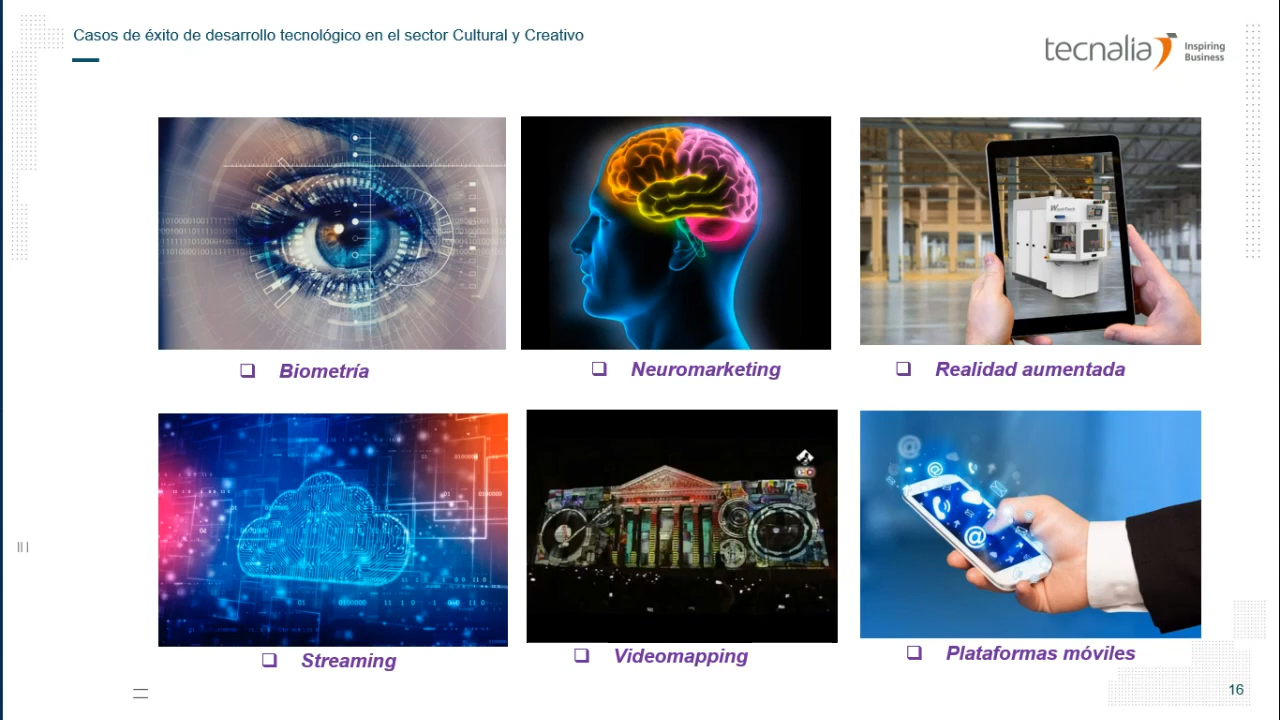 Casos de éxito de desarrollo tecnológico en el sector Cultural y Creativo
tecnalia Inspiring
Business
Biometría
Neuromarketing
Realidad aumentada
Streaming
Videomapping
Plataformas móviles
16